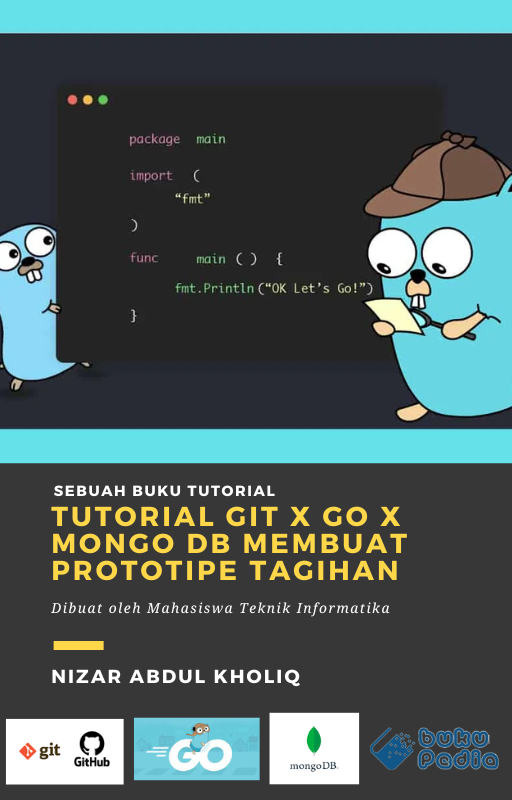 package main
import (
“fmt”
)
func main ( ) {
fmt.Println(“OK Let’s Go!”)
}
SEBUAH BUKU TUTORIAL
TUTORIAL GIT X GO X
MONGO DB MEMBUAT
PROTOTIPE TAGIHAN
Dibuat oleh Mahasiswa Teknik Informatika
NIZAR ABDUL KHOLIQ
git
GitHub
GO
mongoDB.
buku
Padia